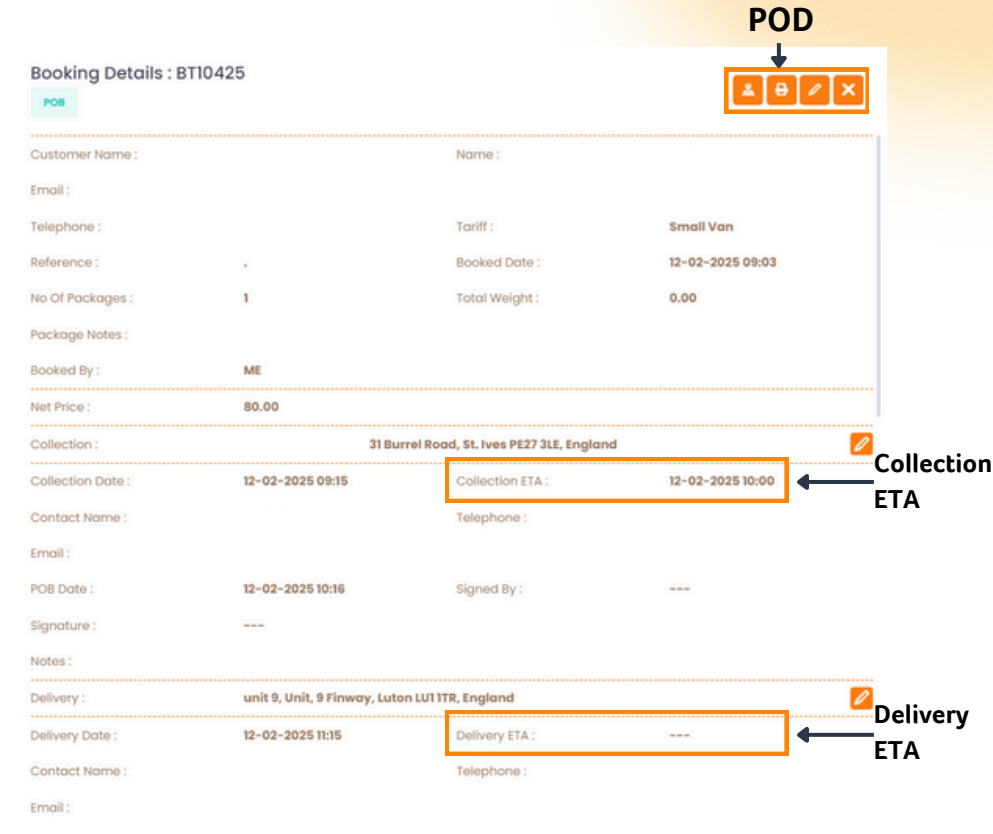 POD
Booking Details : BT10425
POB
Customer Name : Name :
Email :
Telephone : Tariff : Small Van
Reference : . Booked Date : 12-02-2025 09:03
No Of Packages : 1 Total Weight : 0.00
Package Notes :
Booked By : ME
Net Price : 80.00
Collection : 31 Burrel Road, St. Ives PE27 3LE, England
Collection Date : 12-02-2025 09:15 Collection ETA : 12-02-2025 10:00
Collection
ETA
Contact Name : Telephone :
Email :
POB Date : 12-02-2025 10:16 Signed By : ---
Signature : ---
Notes :
Delivery : unit 9, Unit, 9 Finway, Luton LU1 1TR, England
Delivery Date : 12-02-2025 11:15 Delivery ETA : ---
Delivery
ETA
Contact Name : Telephone :
Email :